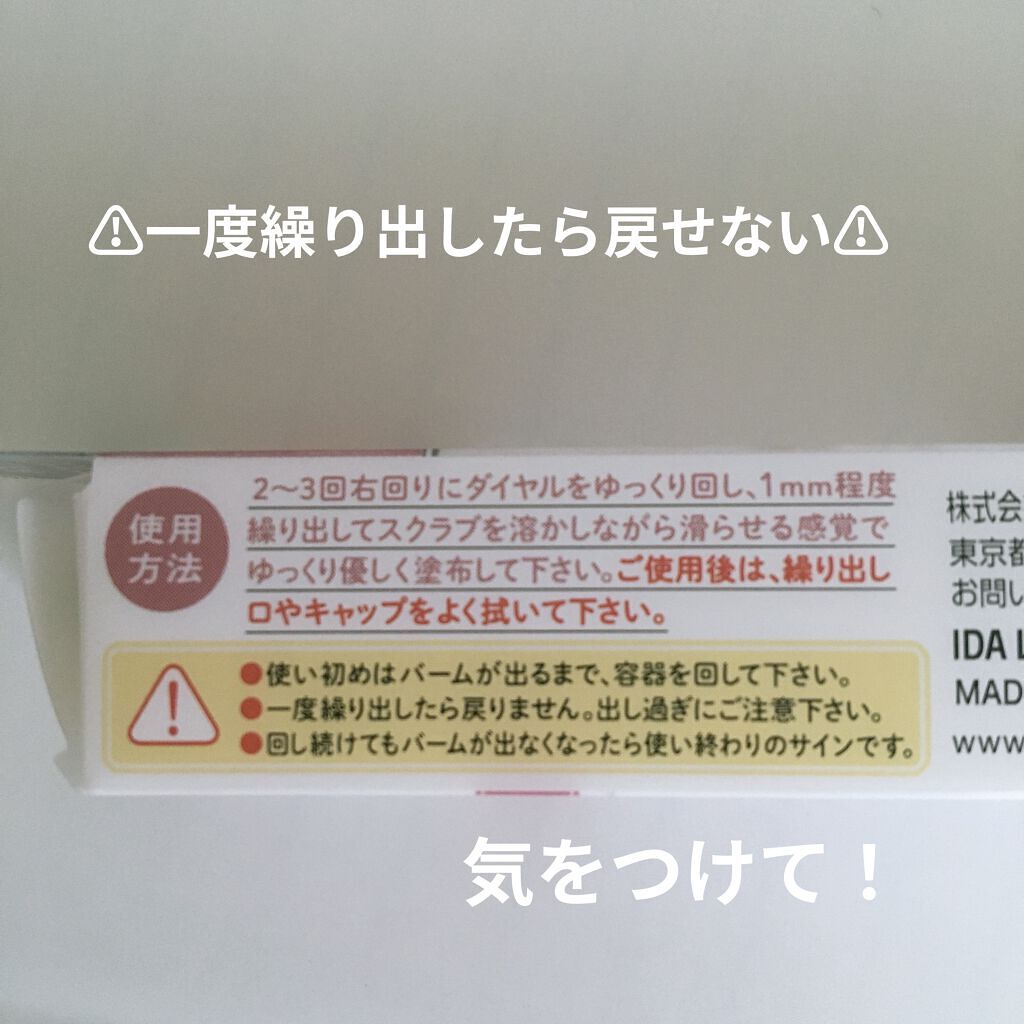 ⚠一度繰り出したら戻せない⚠
使用
方法
2〜3回右回りにダイヤルをゆっくり回し、1mm程度
繰り出してスクラブを溶かしながら滑らせる感覚で
ゆっくり優しく塗布して下さい。ご使用後は、繰り出し
口やキャップをよく拭いて下さい。
●使い初めはバームが出るまで、容器を回して下さい。
●一度繰り出したら戻りません。出し過ぎにご注意下さい。
●回し続けてもバームが出なくなったら使い終わりのサインです。
株式会
東京都
お問い
IDA L
MAD
www
気をつけて！